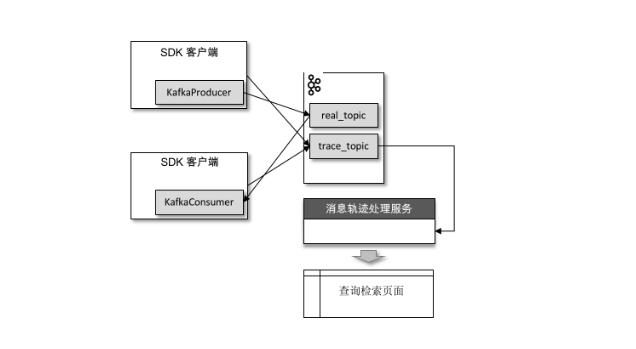 SDK 客户端
KafkaProducer
real_topic
trace_topic
SDK 客户端
KafkaConsumer
消息轨迹处理服务
查询检索页面